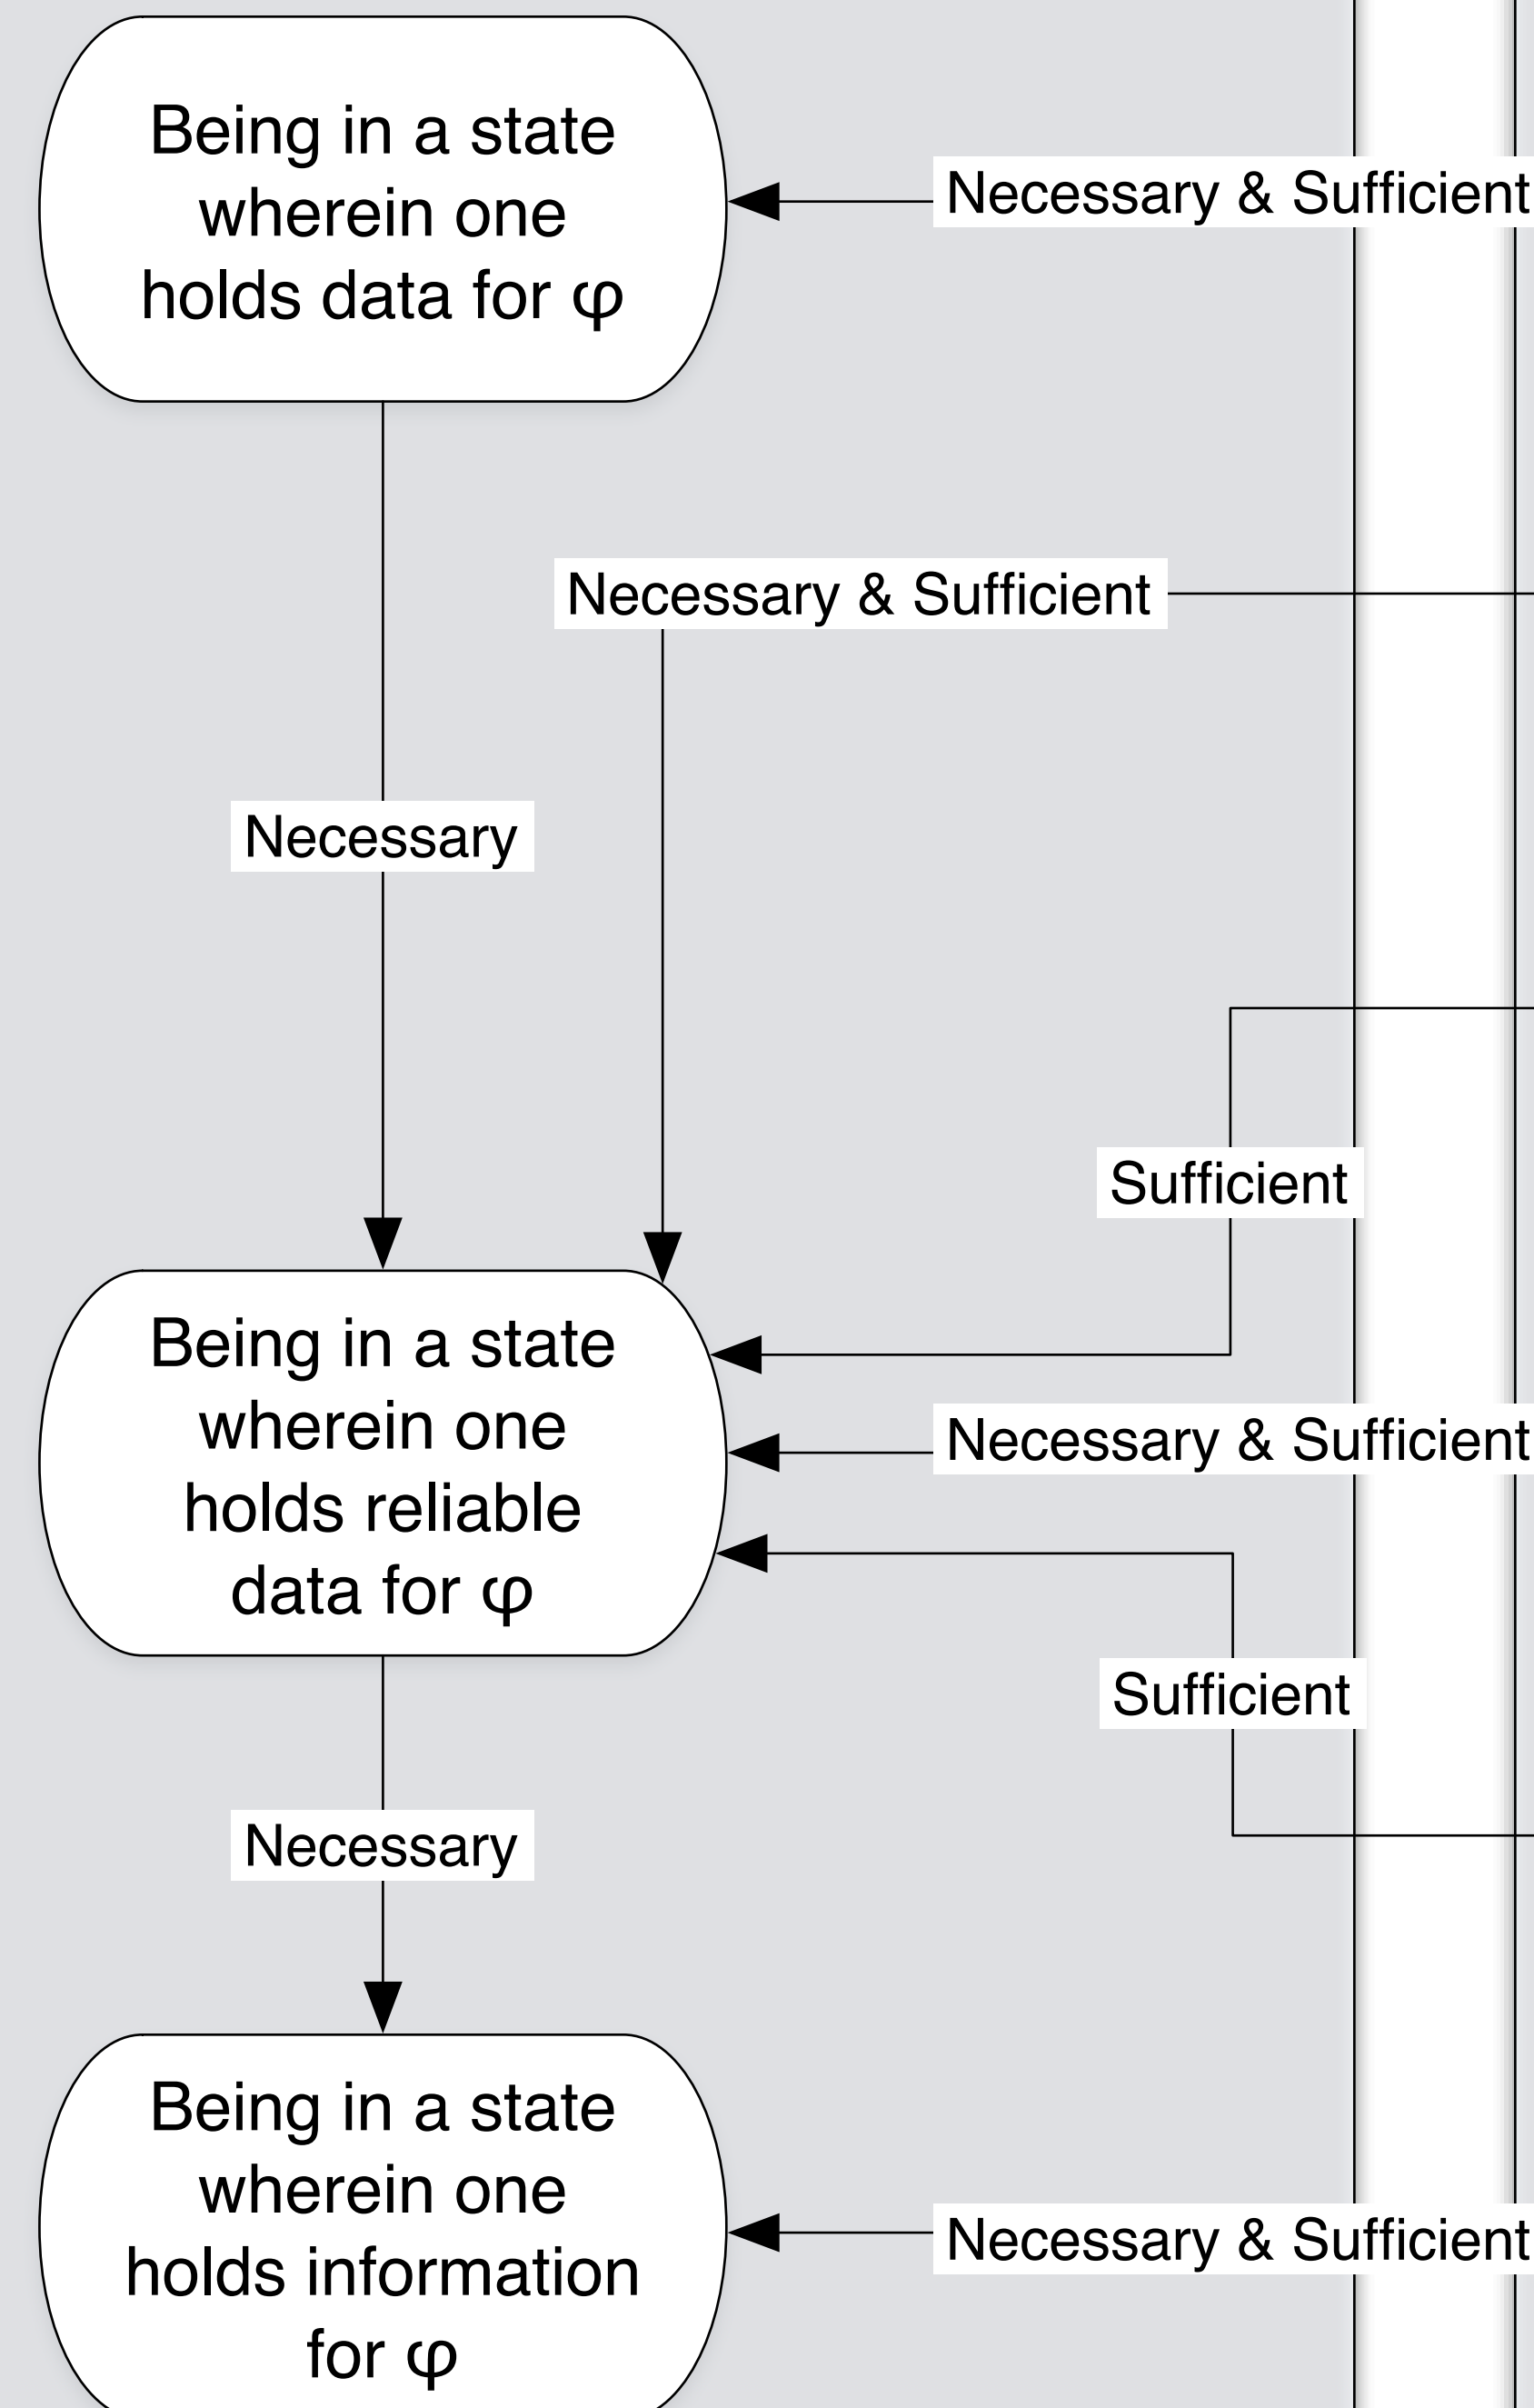 Being in a state
wherein one
holds data for φ
Necessary & Sufficient
Necessary & Sufficient
Necessary
Sufficient
Being in a state
wherein one
holds reliable
data for φ
Necessary & Sufficient
Sufficient
Necessary
Being in a state
wherein one
holds information
for φ
Necessary & Sufficient